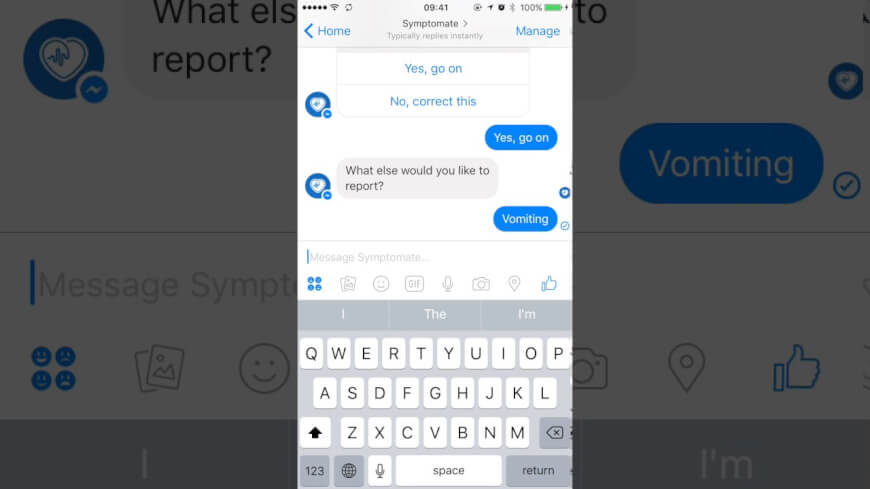 09:41
100%
Home
Symptomate >
Typically replies instantly
Manage
Yes, go on
No, correct this
Yes, go on
What else would you like to
report?
Vomiting
Message Symptomate...
GIF
I The I'm
Q W E R T Y U I O P
A S D F G H J K L
Z X C V B N M
123 space return
What else would you like to
report?
Vomiting
Message Sympto
I I'm